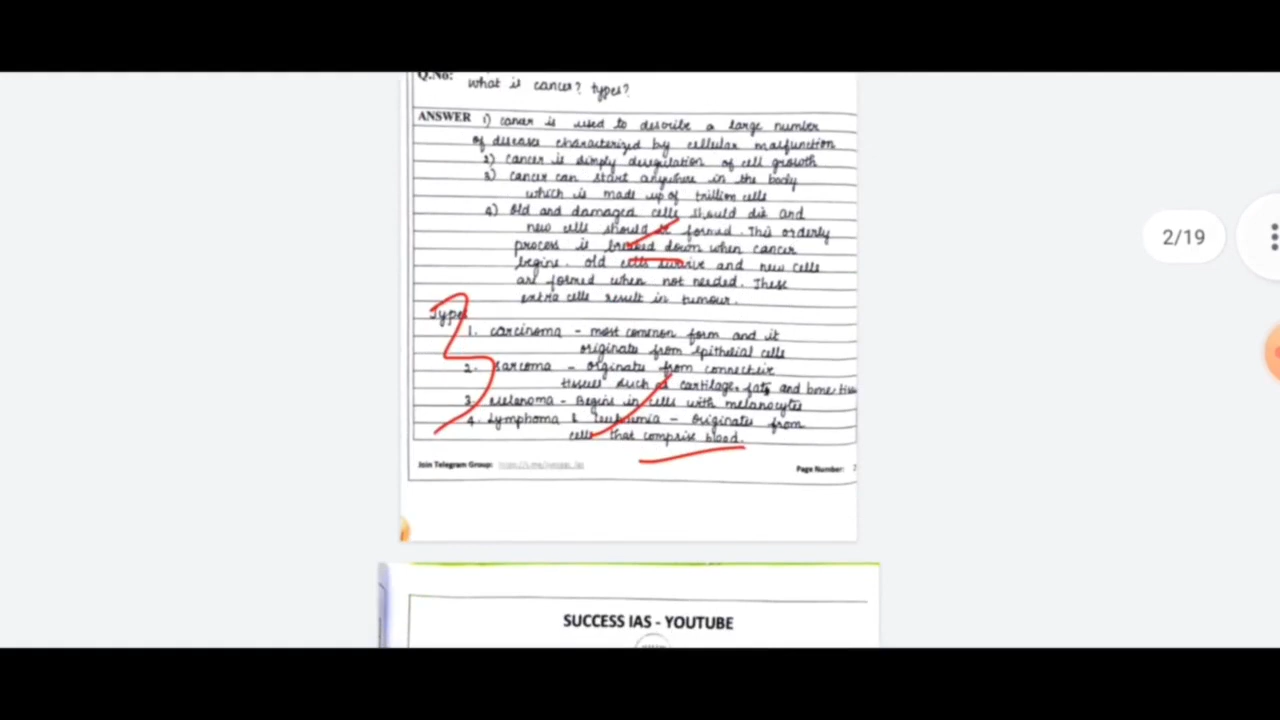 Q.No:
what is cancer? types?
ANSWER 1) cancer is used to describe a large number
of diseases characterized by cellular malfunction
2) cancer is simply deregulation of cell growth
3) cancer can start anywhere in the body
which is made up of trillion cells
4) Old and damaged cells should die and
new cells should be formed. This orderly
process is breaked down when cancer
begins. old cells survive and new cells
are formed when not needed. These
extra cells result in tumour.
Types
1. carcinoma - most common form and it
originates from epithelial cells
2. Sarcoma - Originates from connective
tissues such as cartilage, fats and bone
3. Melanoma - Begins in cells with melanocytes
4. Lymphoma & Leukemia - Originates from
cells that comprise blood.
Join Telegram Group:
Page Number:
2/19
SUCCESS IAS - YOUTUBE